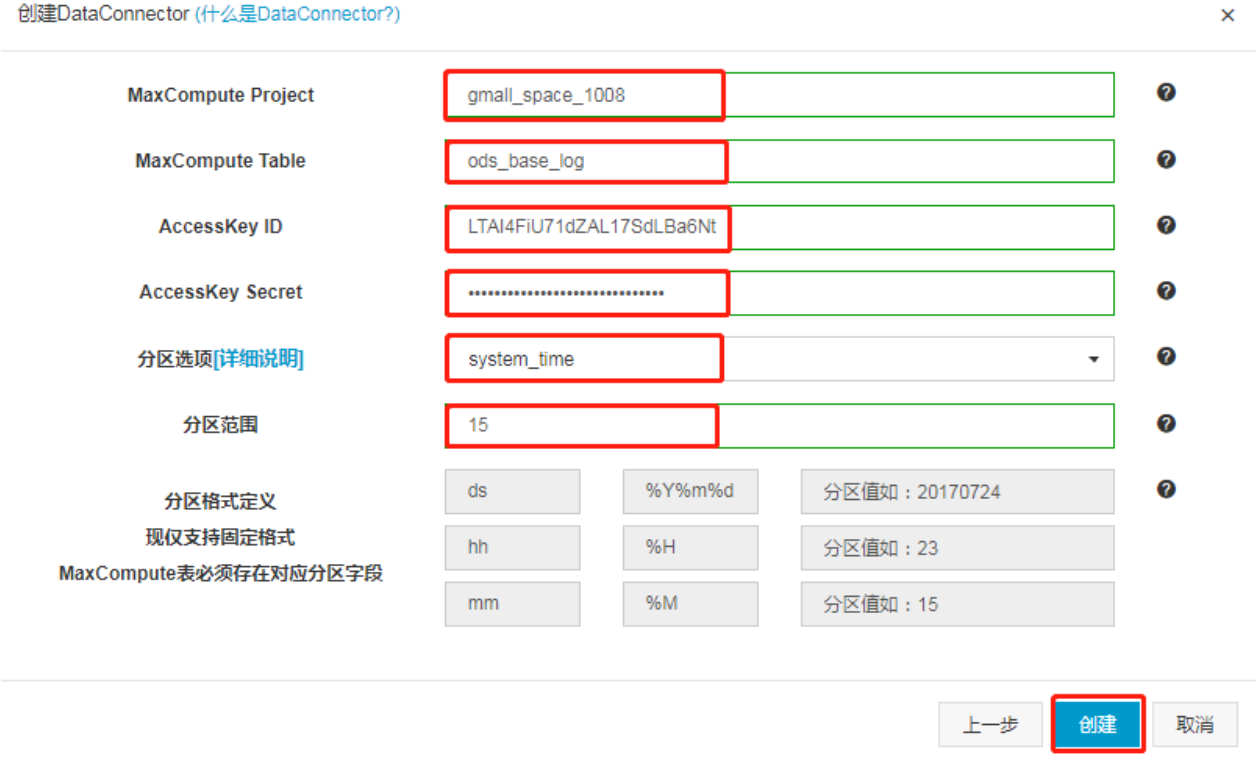 创建DataConnector (什么是DataConnector?) ×
MaxCompute Project gmall_space_1008
MaxCompute Table ods_base_log
AccessKey ID LTAI4FiU71dZAL17SdLBa6Nt
AccessKey Secret ••••••••••••••••••••••••••••••
分区选项[详细说明] system_time
分区范围 15
分区格式定义
现仅支持固定格式
MaxCompute表必须存在对应分区字段
ds %Y%m%d 分区值如：20170724
hh %H 分区值如：23
mm %M 分区值如：15
上一步 创建 取消